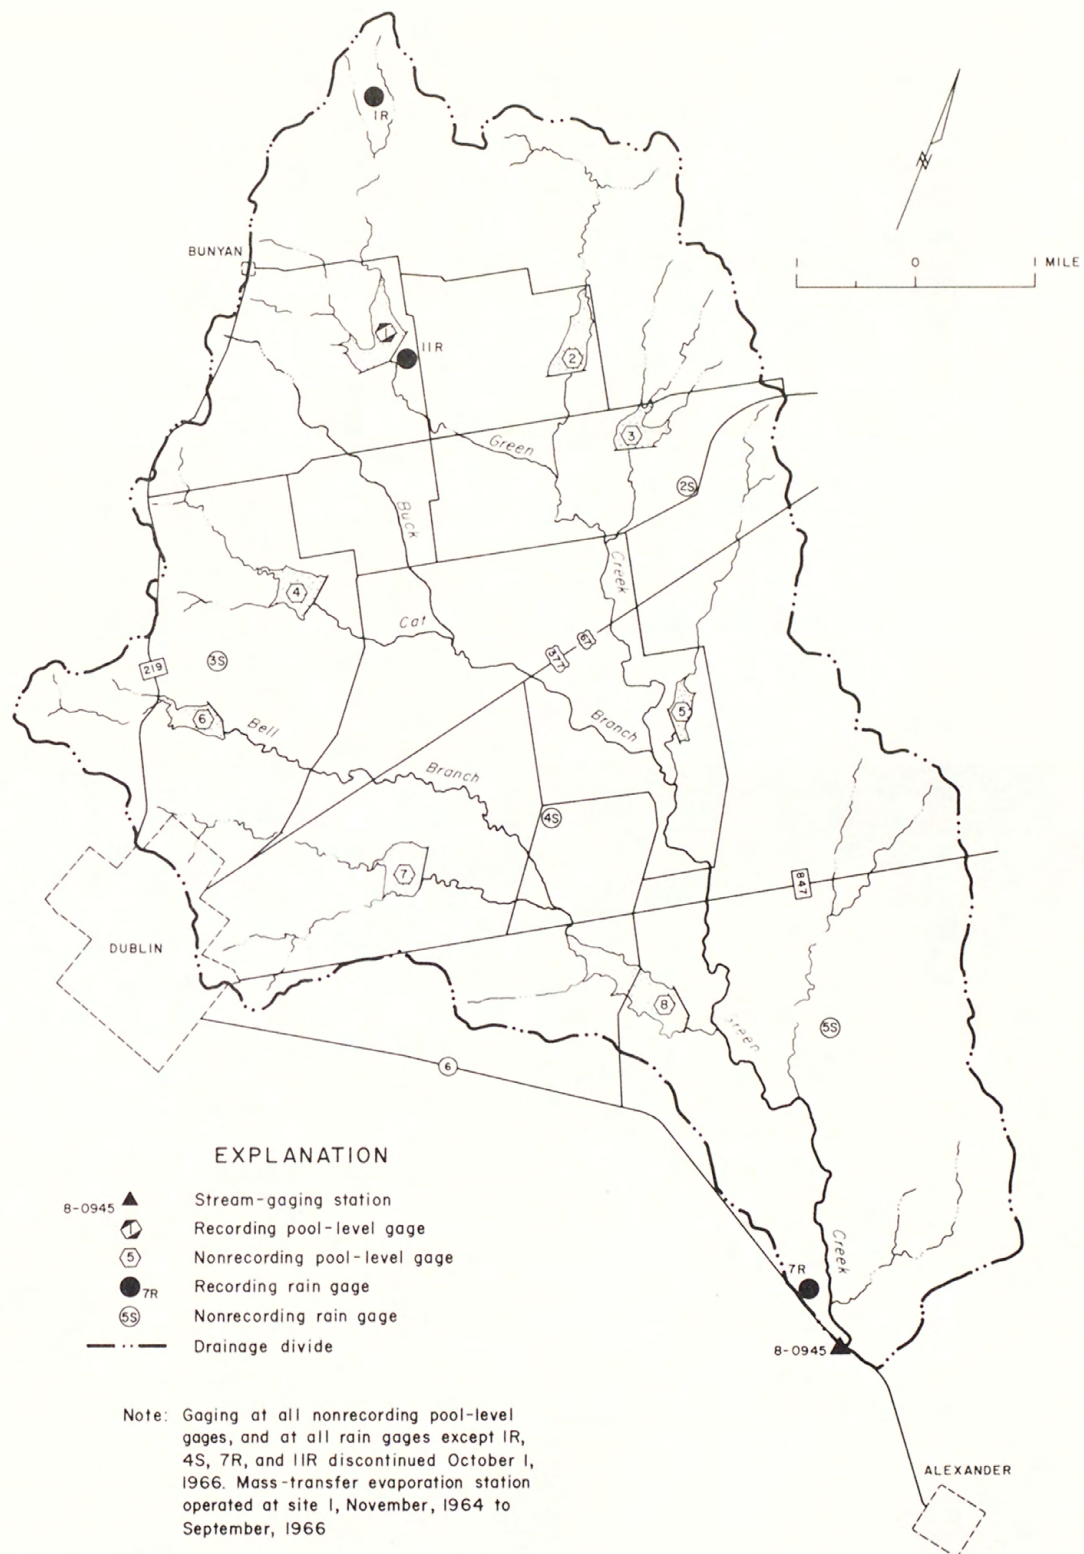 1R
N
BUNYAN
1 0 1 MILE
1
11R
2
Green
3
2S
Buck
Creek
4
Cat
67
377
219
3S
6
Bell
Branch
5
Branch
4S
7
847
DUBLIN
8
Green
5S
6
EXPLANATION
8-0945 Stream-gaging station
1 Recording pool-level gage
5 Nonrecording pool-level gage
7R Recording rain gage
5S Nonrecording rain gage
Drainage divide
Creek
7R
8-0945
Note: Gaging at all nonrecording pool-level
gages, and at all rain gages except 1R,
4S, 7R, and 11R discontinued October 1,
1966. Mass-transfer evaporation station
operated at site 1, November, 1964 to
September, 1966
ALEXANDER